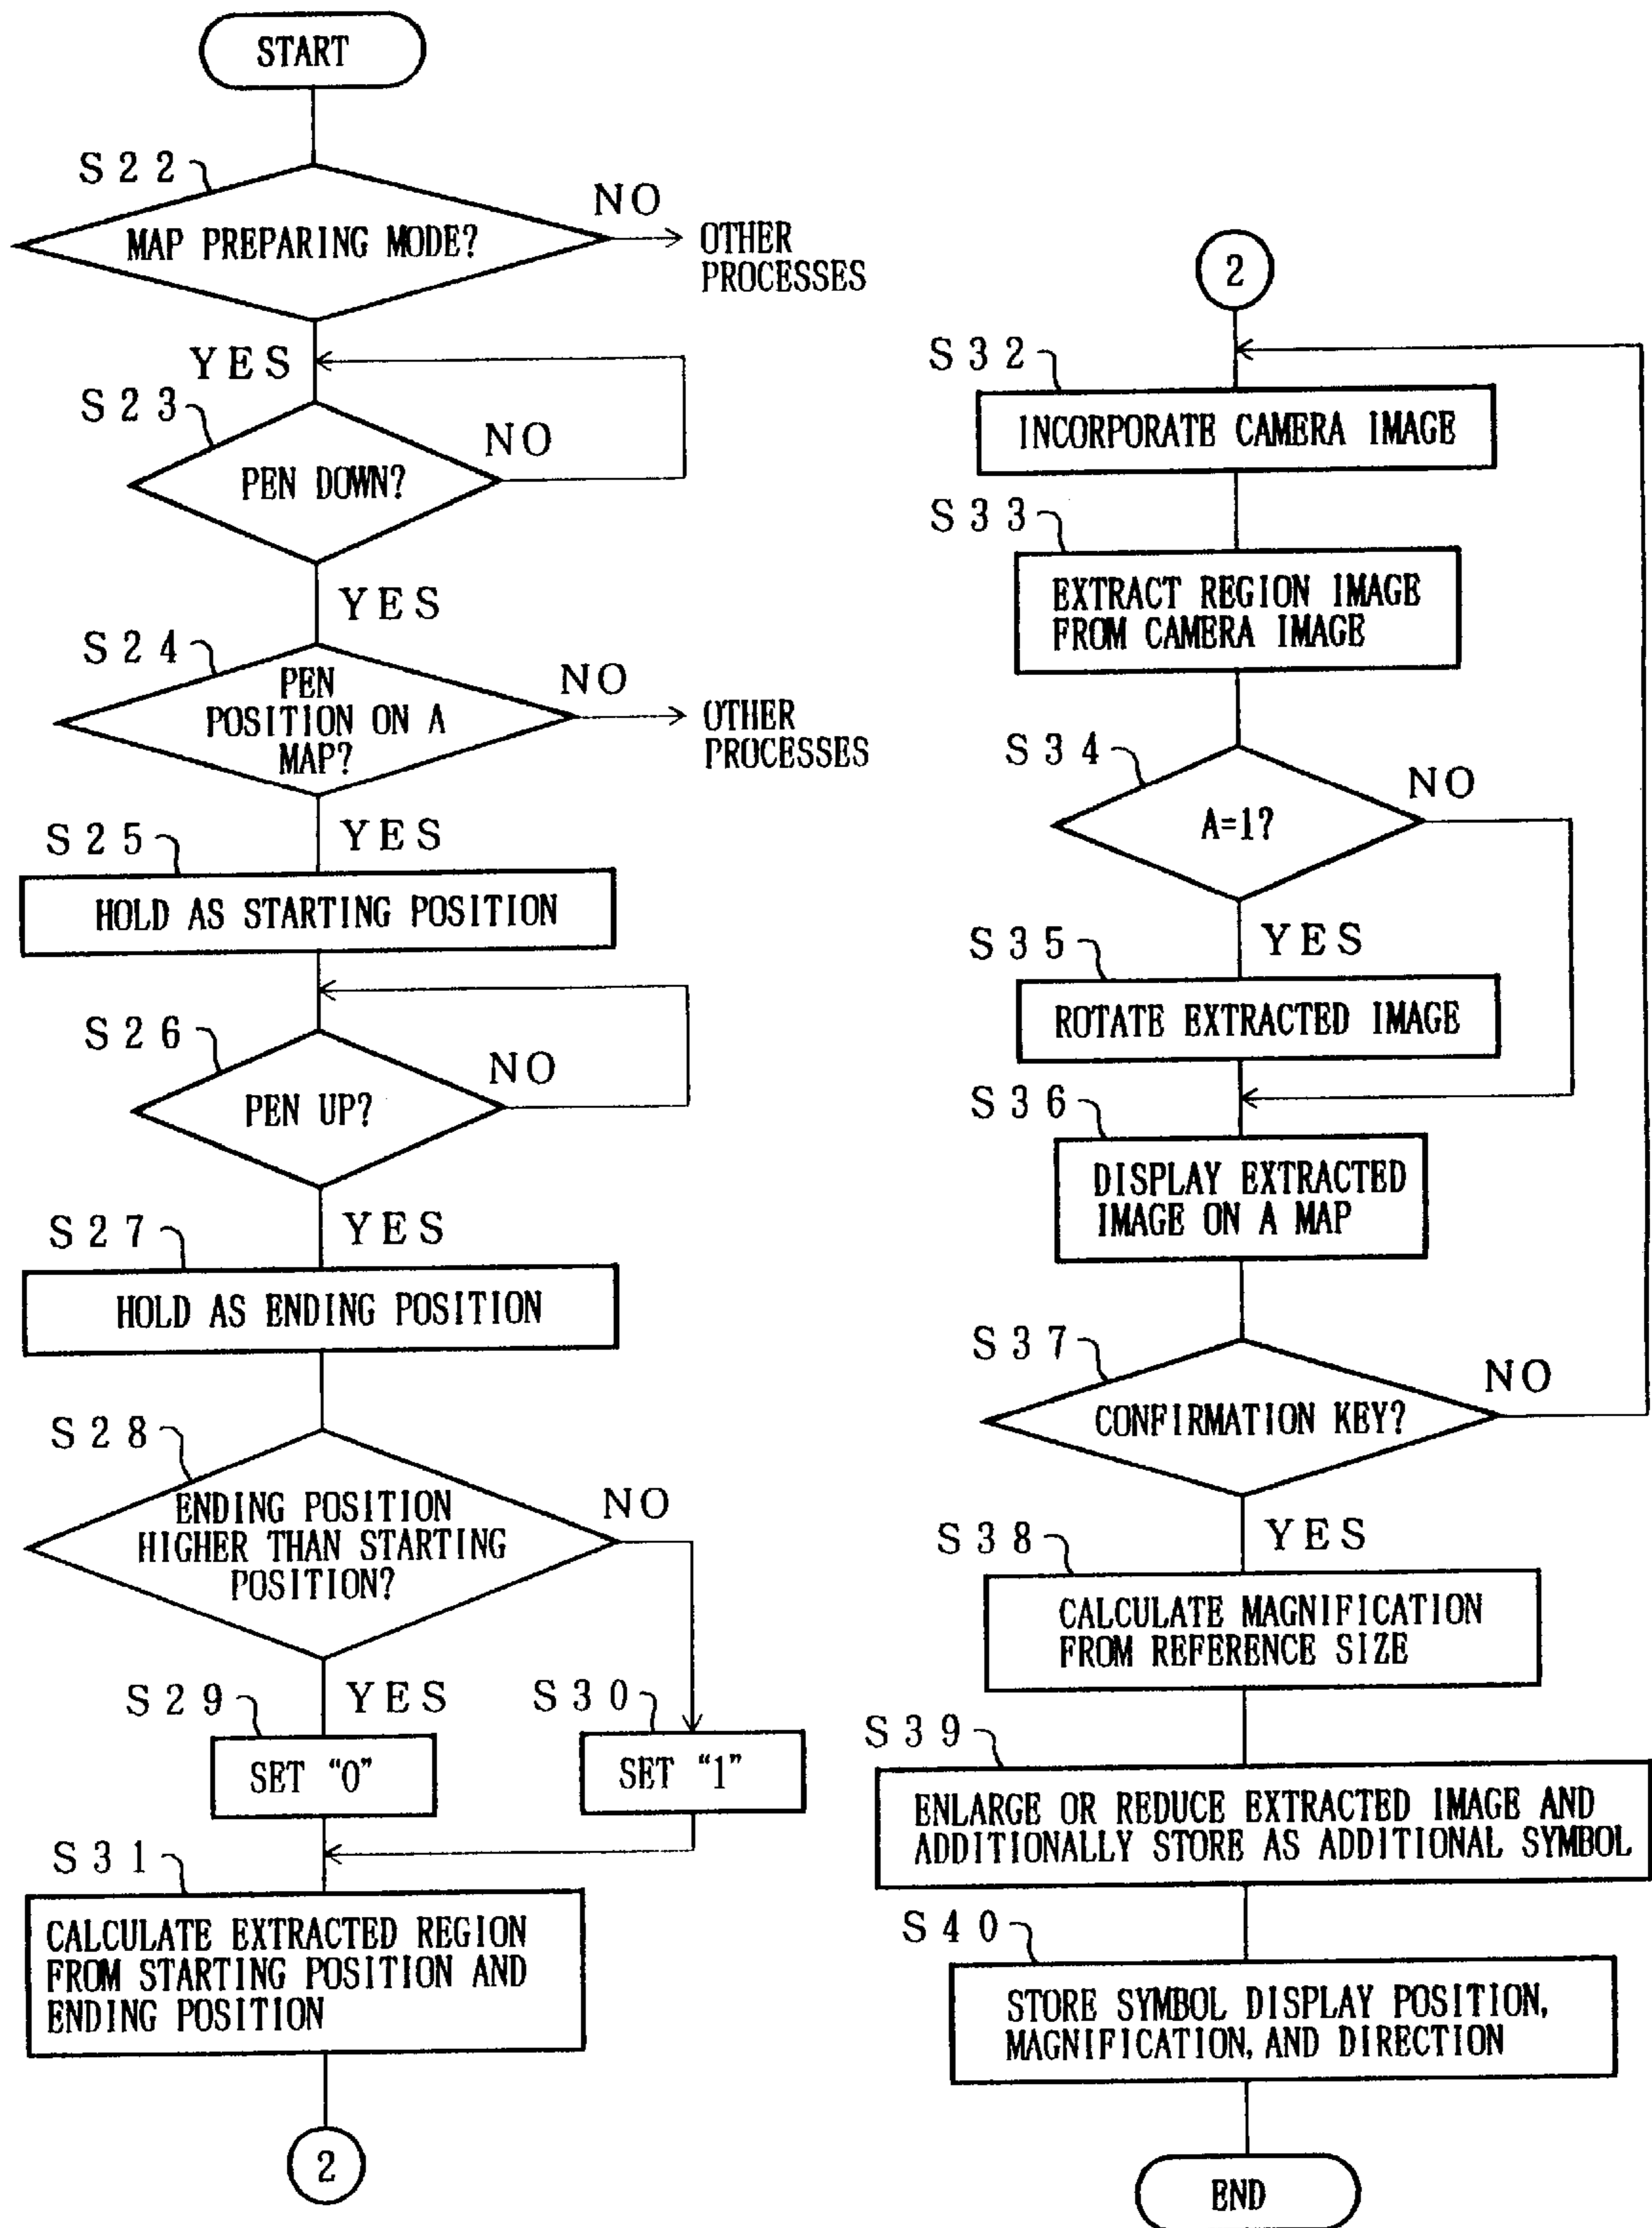 START
S22
MAP PREPARING MODE?
NO
OTHER
PROCESSES
YES
S23
PEN DOWN?
NO
YES
S24
PEN
POSITION ON A
MAP?
NO
OTHER
PROCESSES
YES
S25
HOLD AS STARTING POSITION
S26
PEN UP?
NO
YES
S27
HOLD AS ENDING POSITION
S28
ENDING POSITION
HIGHER THAN STARTING
POSITION?
NO
YES
S29
SET “0”
S30
SET “1”
S31
CALCULATE EXTRACTED REGION
FROM STARTING POSITION AND
ENDING POSITION
2
2
S32
INCORPORATE CAMERA IMAGE
S33
EXTRACT REGION IMAGE
FROM CAMERA IMAGE
S34
A=1?
NO
YES
S35
ROTATE EXTRACTED IMAGE
S36
DISPLAY EXTRACTED
IMAGE ON A MAP
S37
CONFIRMATION KEY?
NO
YES
S38
CALCULATE MAGNIFICATION
FROM REFERENCE SIZE
S39
ENLARGE OR REDUCE EXTRACTED IMAGE AND
ADDITIONALLY STORE AS ADDITIONAL SYMBOL
S40
STORE SYMBOL DISPLAY POSITION,
MAGNIFICATION, AND DIRECTION
END